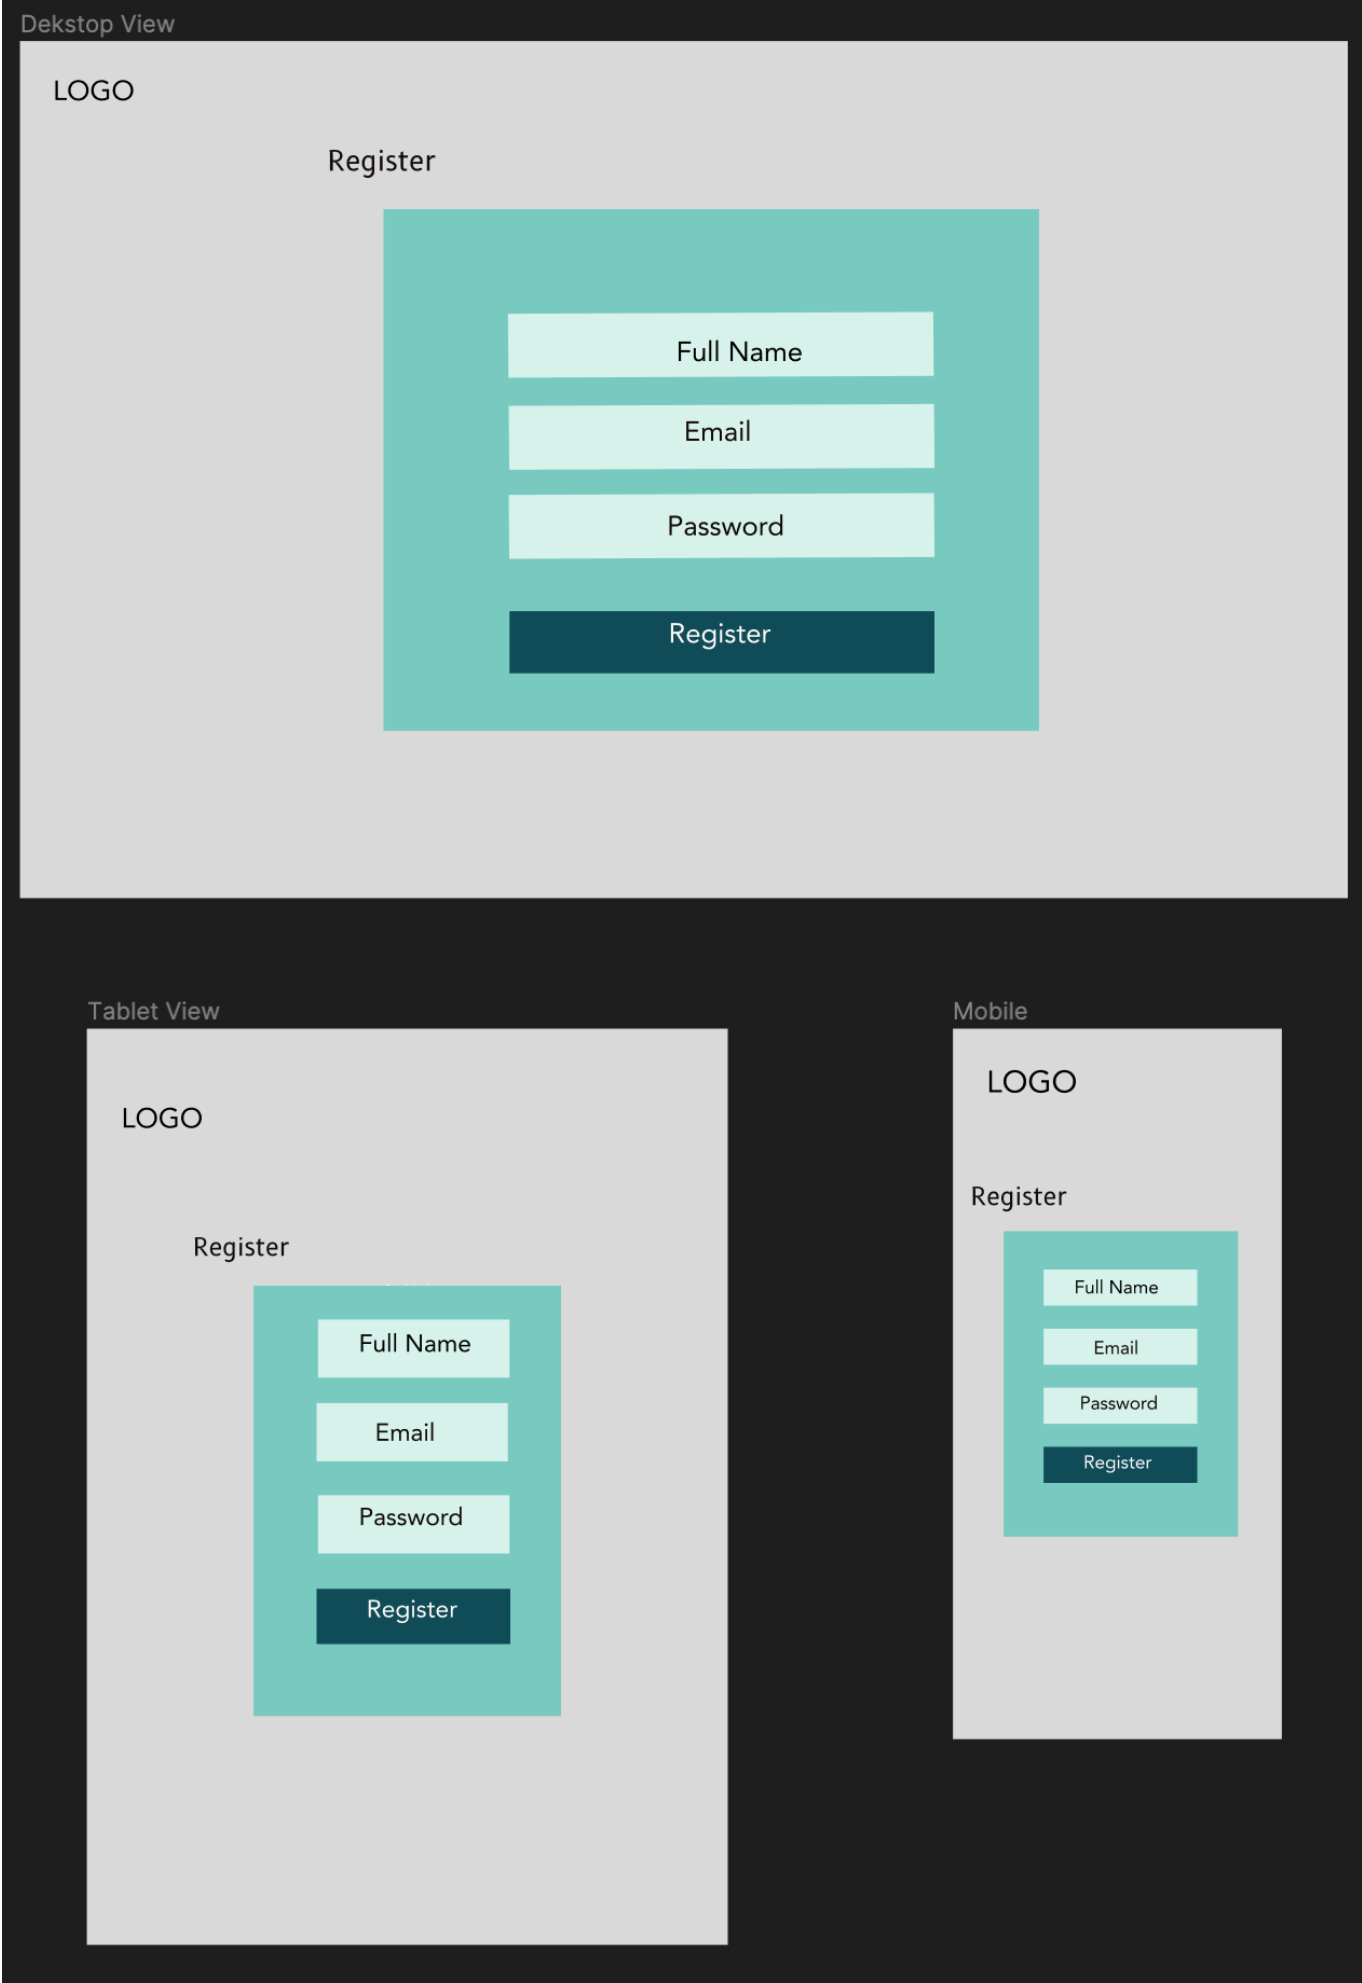 Dekstop View
LOGO
Register
Full Name
Email
Password
Register
Tablet View
LOGO
Register
Full Name
Email
Password
Register
Mobile
LOGO
Register
Full Name
Email
Password
Register